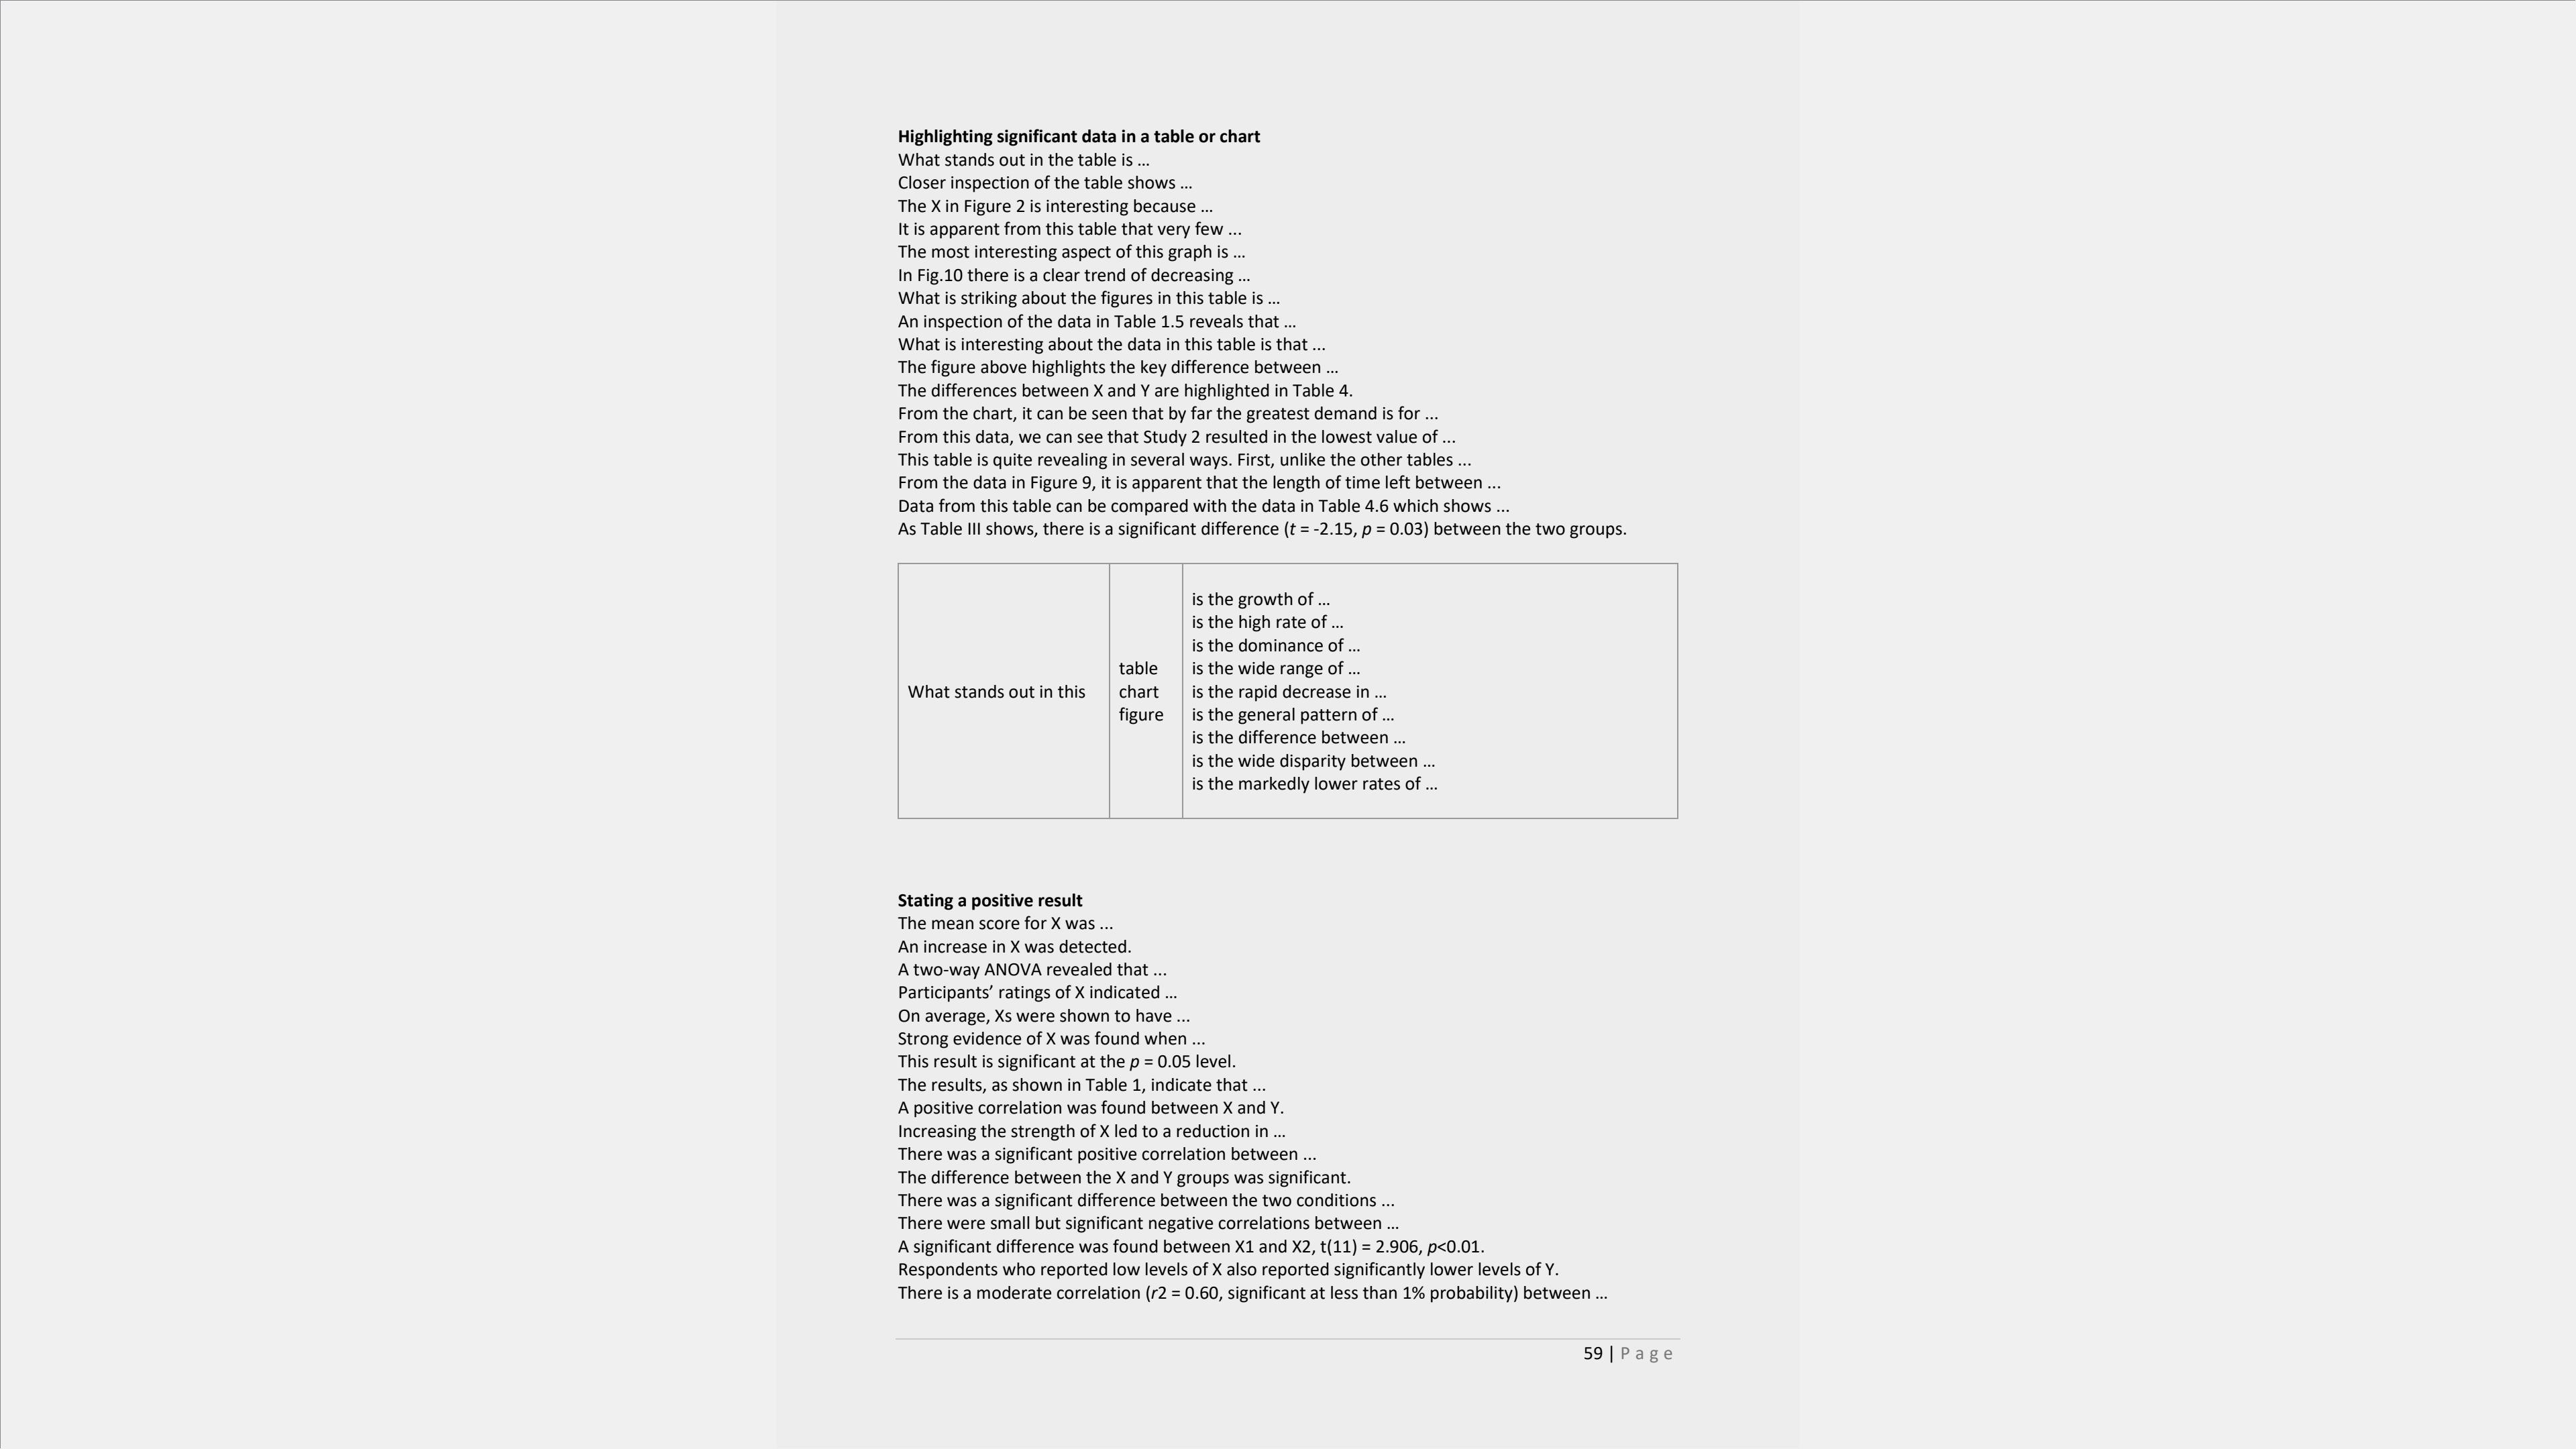 Highlighting significant data in a table or chart
What stands out in the table is …
Closer inspection of the table shows …
The X in Figure 2 is interesting because …
It is apparent from this table that very few ...
The most interesting aspect of this graph is …
In Fig.10 there is a clear trend of decreasing …
What is striking about the figures in this table is …
An inspection of the data in Table 1.5 reveals that …
What is interesting about the data in this table is that ...
The figure above highlights the key difference between …
The differences between X and Y are highlighted in Table 4.
From the chart, it can be seen that by far the greatest demand is for ...
From this data, we can see that Study 2 resulted in the lowest value of ...
This table is quite revealing in several ways. First, unlike the other tables ...
From the data in Figure 9, it is apparent that the length of time left between ...
Data from this table can be compared with the data in Table 4.6 which shows ...
As Table III shows, there is a significant difference (t = -2.15, p = 0.03) between the two groups.
What stands out in this
table
chart
figure
is the growth of …
is the high rate of …
is the dominance of …
is the wide range of …
is the rapid decrease in …
is the general pattern of …
is the difference between …
is the wide disparity between …
is the markedly lower rates of …
Stating a positive result
The mean score for X was ...
An increase in X was detected.
A two-way ANOVA revealed that ...
Participants’ ratings of X indicated …
On average, Xs were shown to have ...
Strong evidence of X was found when ...
This result is significant at the p = 0.05 level.
The results, as shown in Table 1, indicate that ...
A positive correlation was found between X and Y.
Increasing the strength of X led to a reduction in …
There was a significant positive correlation between ...
The difference between the X and Y groups was significant.
There was a significant difference between the two conditions ...
There were small but significant negative correlations between …
A significant difference was found between X1 and X2, t(11) = 2.906, p<0.01.
Respondents who reported low levels of X also reported significantly lower levels of Y.
There is a moderate correlation (r2 = 0.60, significant at less than 1% probability) between …
59 | Page